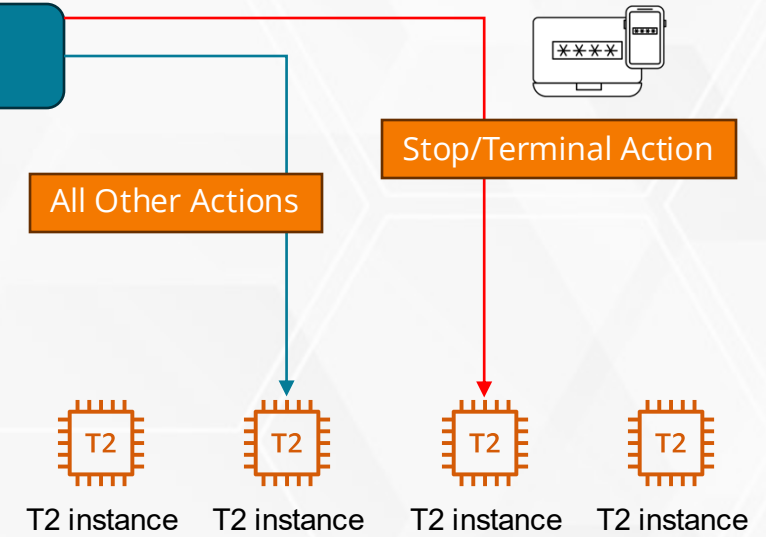 ****
****
Stop/Terminal Action
All Other Actions
T2
T2
T2
T2
T2 instance
T2 instance
T2 instance
T2 instance